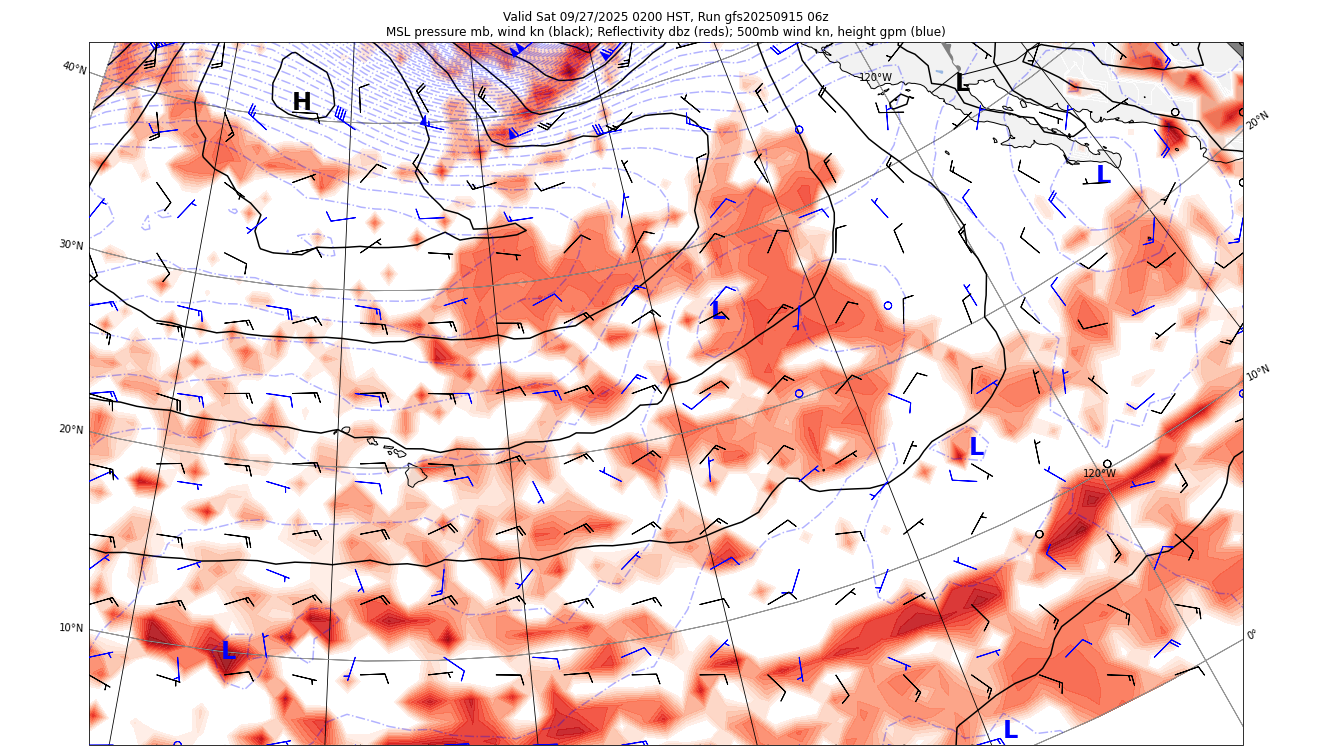 Valid Sat 09/27/2025 0200 HST, Run gfs20250915 06z
MSL pressure mb, wind kn (black); Reflectivity dbz (reds); 500mb wind kn, height gpm (blue)
40°N
120°W
L
H
20°N
L
30°N
L
10°N
20°N
L
120°W
10°N
0°
L
L